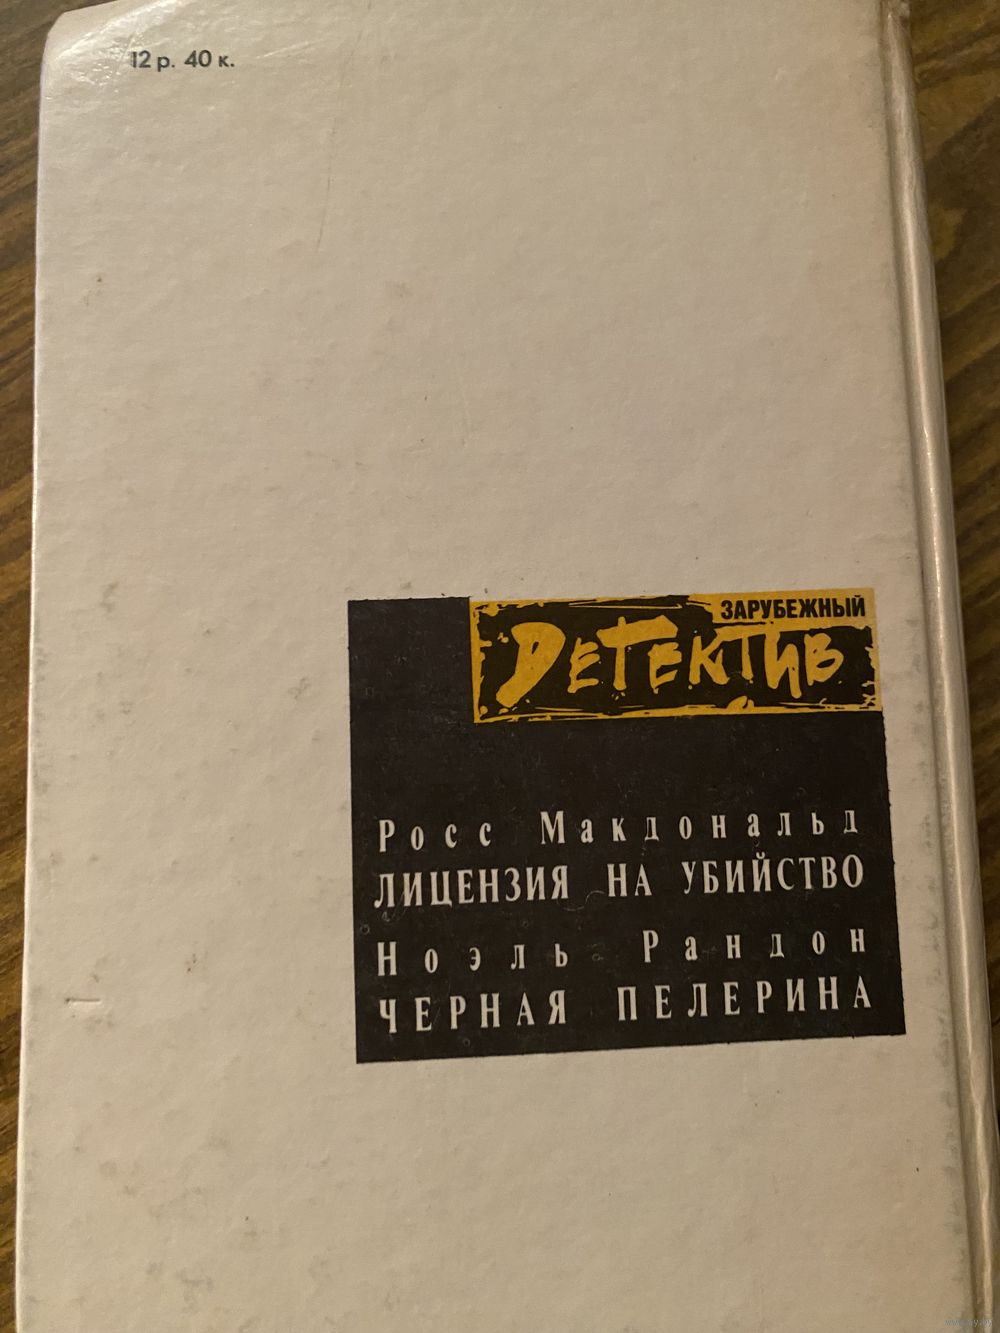 12 р. 40 к.
ЗАРУБЕЖНЫЙ
ДЕТЕКТИВ
Росс Макдональд
ЛИЦЕНЗИЯ НА УБИЙСТВО
Ноэль Рандон
ЧЕРНАЯ ПЕЛЕРИНА